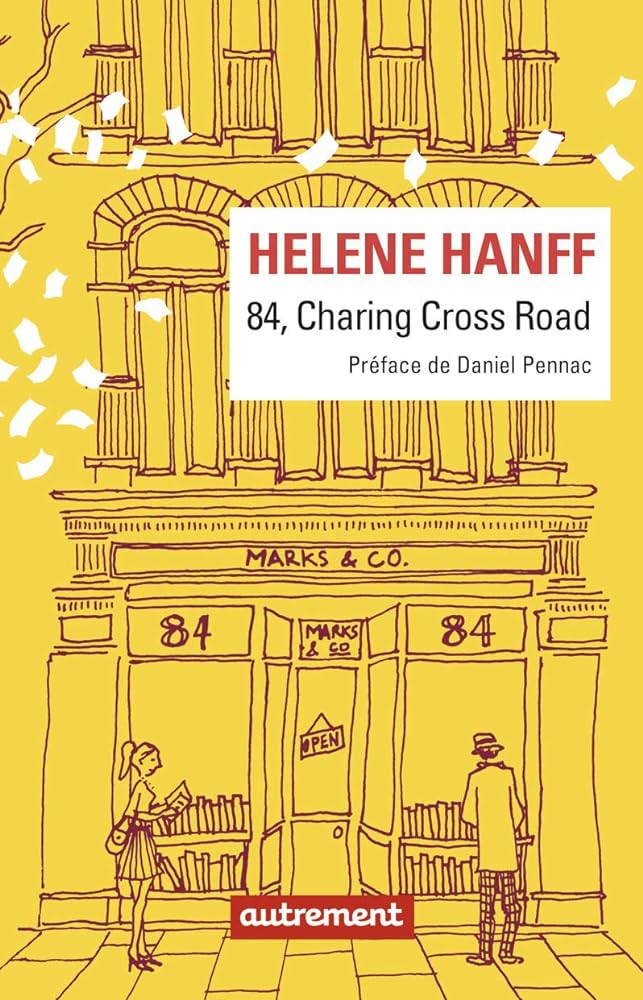 HELENE HANFF
84, Charing Cross Road
Préface de Daniel Pennac
MARKS & CO.
84
MARKS
& CO
84
OPEN
autrement